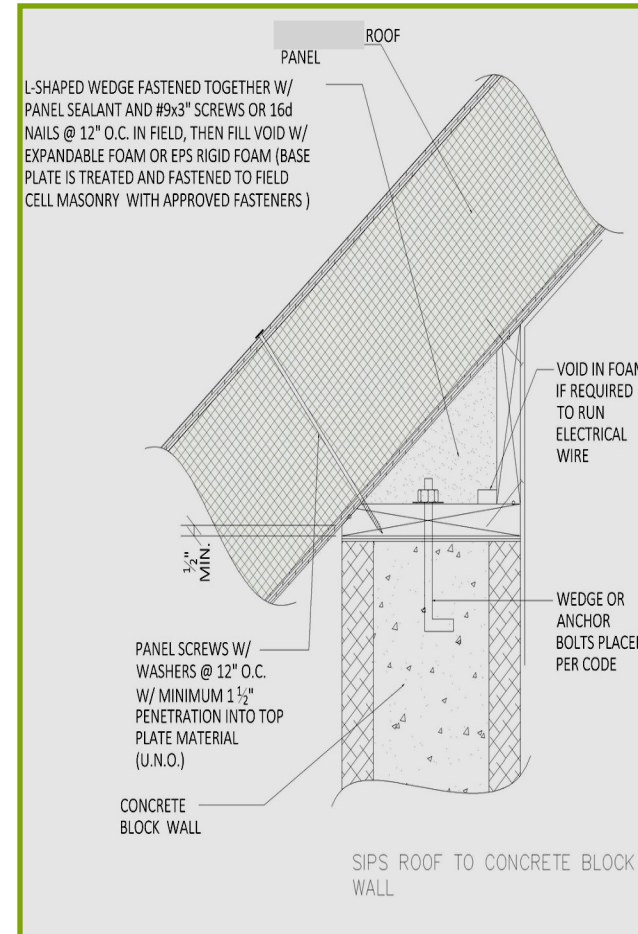 ROOF
PANEL
L-SHAPED WEDGE FASTENED TOGETHER W/
PANEL SEALANT AND #9x3" SCREWS OR 16d
NAILS @ 12" O.C. IN FIELD, THEN FILL VOID W/
EXPANDABLE FOAM OR EPS RIGID FOAM (BASE
PLATE IS TREATED AND FASTENED TO FIELD
CELL MASONRY WITH APPROVED FASTENERS )
VOID IN FOAM
IF REQUIRED
TO RUN
ELECTRICAL
WIRE
½"
MIN.
WEDGE OR
ANCHOR
BOLTS PLACED
PER CODE
PANEL SCREWS W/
WASHERS @ 12" O.C.
W/ MINIMUM 1 ½"
PENETRATION INTO TOP
PLATE MATERIAL
(U.N.O.)
CONCRETE
BLOCK WALL
SIPS ROOF TO CONCRETE BLOCK
WALL